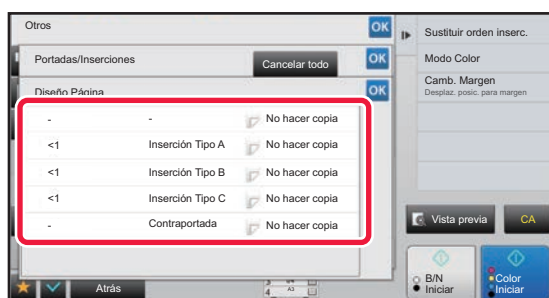 Otros
OK
Portadas/Inserciones
Cancelar todo
OK
Diseño Página
OK
- - No hacer copia
<1 Inserción Tipo A No hacer copia
<1 Inserción Tipo B No hacer copia
<1 Inserción Tipo C No hacer copia
- Contraportada No hacer copia
Atrás
A3
4
Sustituir orden inserc.
Modo Color
Camb. Margen
Desplaz. posic. para margen
Vista previa
CA
B/N
Iniciar
Color
Iniciar